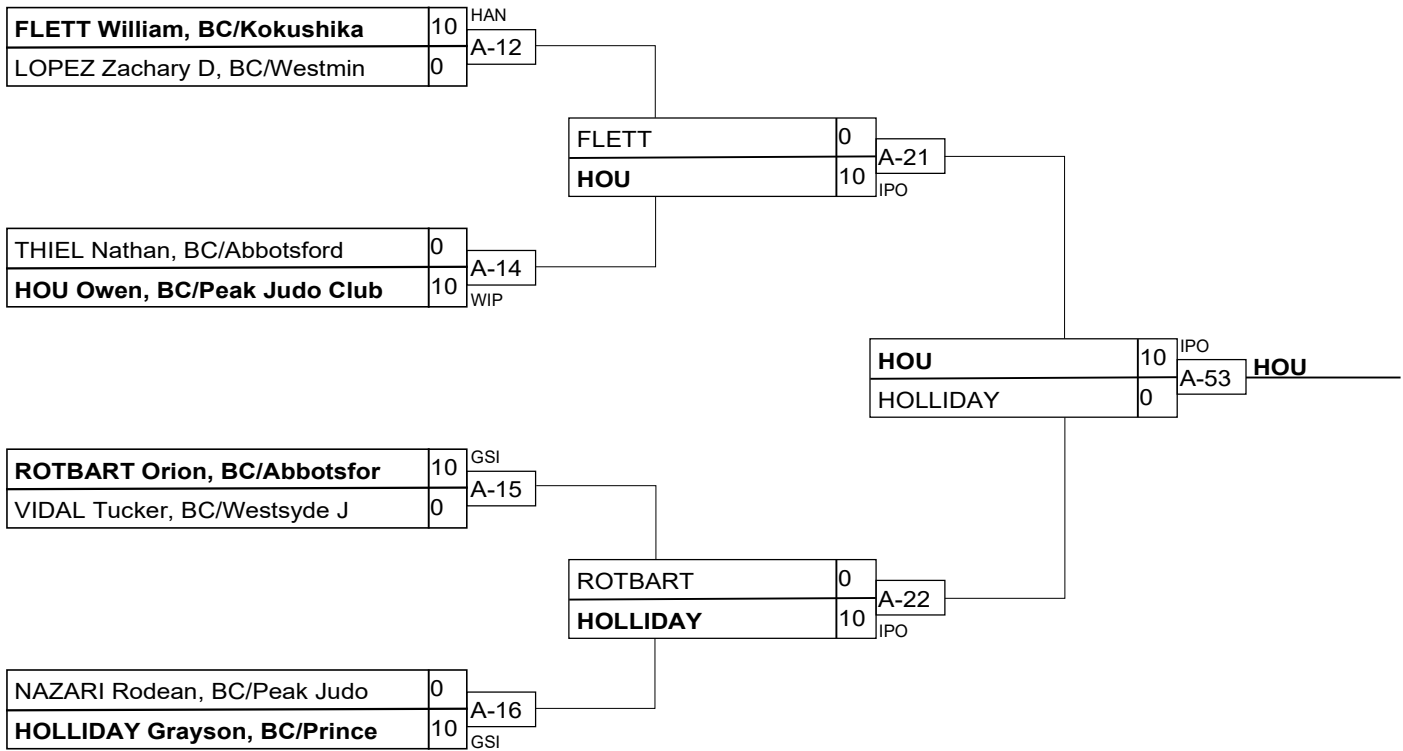 FLETT William, BC/Kokushika 10 HAN
A-12
LOPEZ Zachary D, BC/Westmin 0
FLETT 0
A-21
HOU 10 IPO
THIEL Nathan, BC/Abbotsford 0
A-14
HOU Owen, BC/Peak Judo Club 10 WIP
HOU 10 IPO
A-53 HOU
HOLLIDAY 0
ROTBART Orion, BC/Abbotsfor 10 GSI
A-15
VIDAL Tucker, BC/Westsyde J 0
ROTBART 0
A-22
HOLLIDAY 10 IPO
NAZARI Rodean, BC/Peak Judo 0
A-16
HOLLIDAY Grayson, BC/Prince 10 GSI